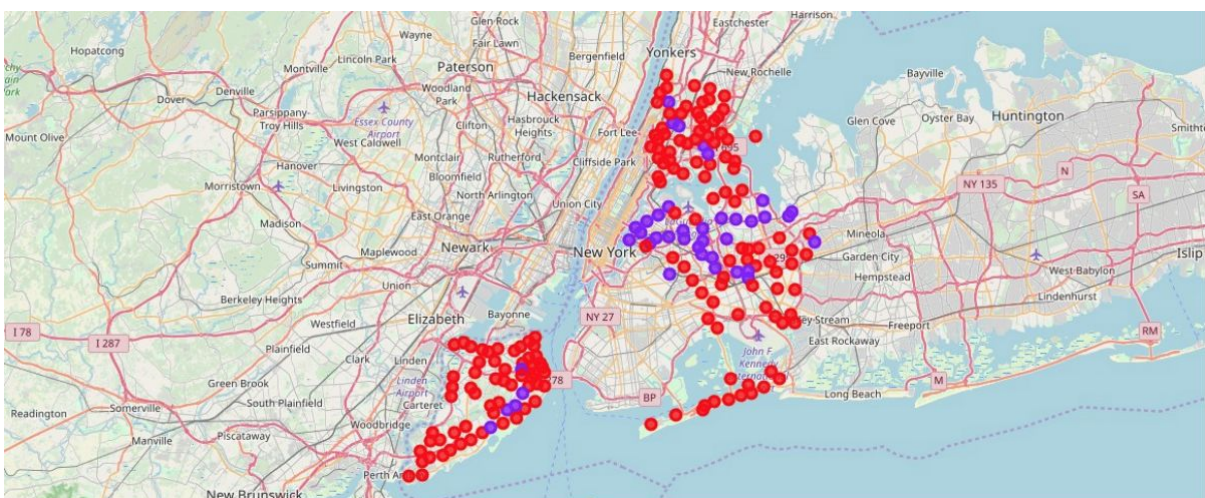 Glen Rock
Eastchester
Harrison
Hopatcong
Wayne
Fair Lawn
Bergenfield
Yonkers
Montville
Lincoln Park
Paterson
New Rochelle
Bayville
Denville
Woodland
Park
Hackensack
Dover
Parsippany-
Troy Hills
Essex County
Airport
Clifton
Hasbrouck
Heights
Fort Lee
Glen Cove
Oyster Bay
Huntington
Mount Olive
West Caldwell
Cliffside Park
Hanover
Montclair
Rutherford
Bloomfield
Morristown
Livingston
North Arlington
Union City
NY 135
N
SA
East Orange
Madison
Maplewood
Newark
New York
Mineola
Garden City
Summit
Hempstead
West Babylon
Islip
Union
Berkeley Heights
Lindenhurst
I 78
Elizabeth
Bayonne
NY 27
Freeport
Westfield
I 287
Plainfield
Clark
Linden
East Rockaway
RM
John F.
Green Brook
Linden
Airport
278
M
Long Beach
Somerville
South Plainfield
Carteret
BP
Readington
Manville
Piscataway
Woodbridge
New Brunswick